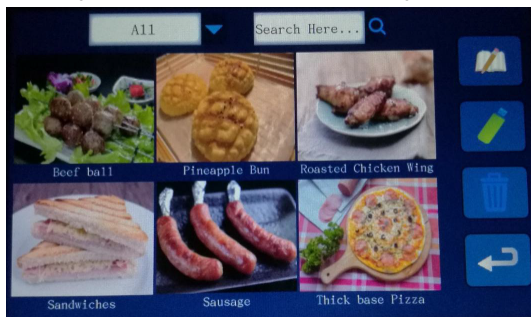 All
Search Here...
Beef ball
Pineapple Bun
Roasted Chicken Wing
Sandwiches
Sausage
Thick base Pizza